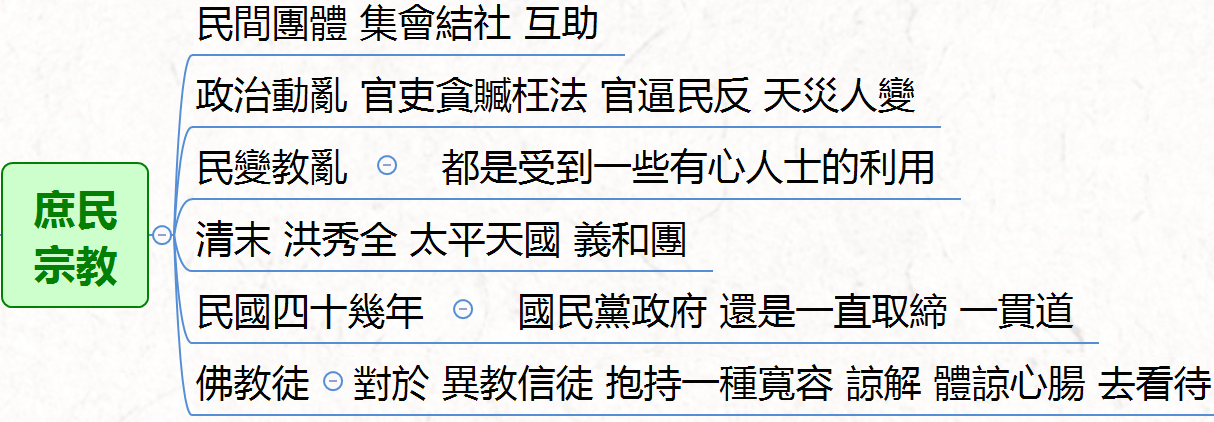 民間團體 集會結社 互助
政治動亂 官吏貪贓枉法 官逼民反 天災人變
民變教亂 都是受到一些有心人士的利用
庶民
宗教
清末 洪秀全 太平天國 義和團
民國四十幾年 國民黨政府 還是一直取締 一貫道
佛教徒 對於 異教信徒 抱持一種寬容 諒解 體諒心腸 去看待